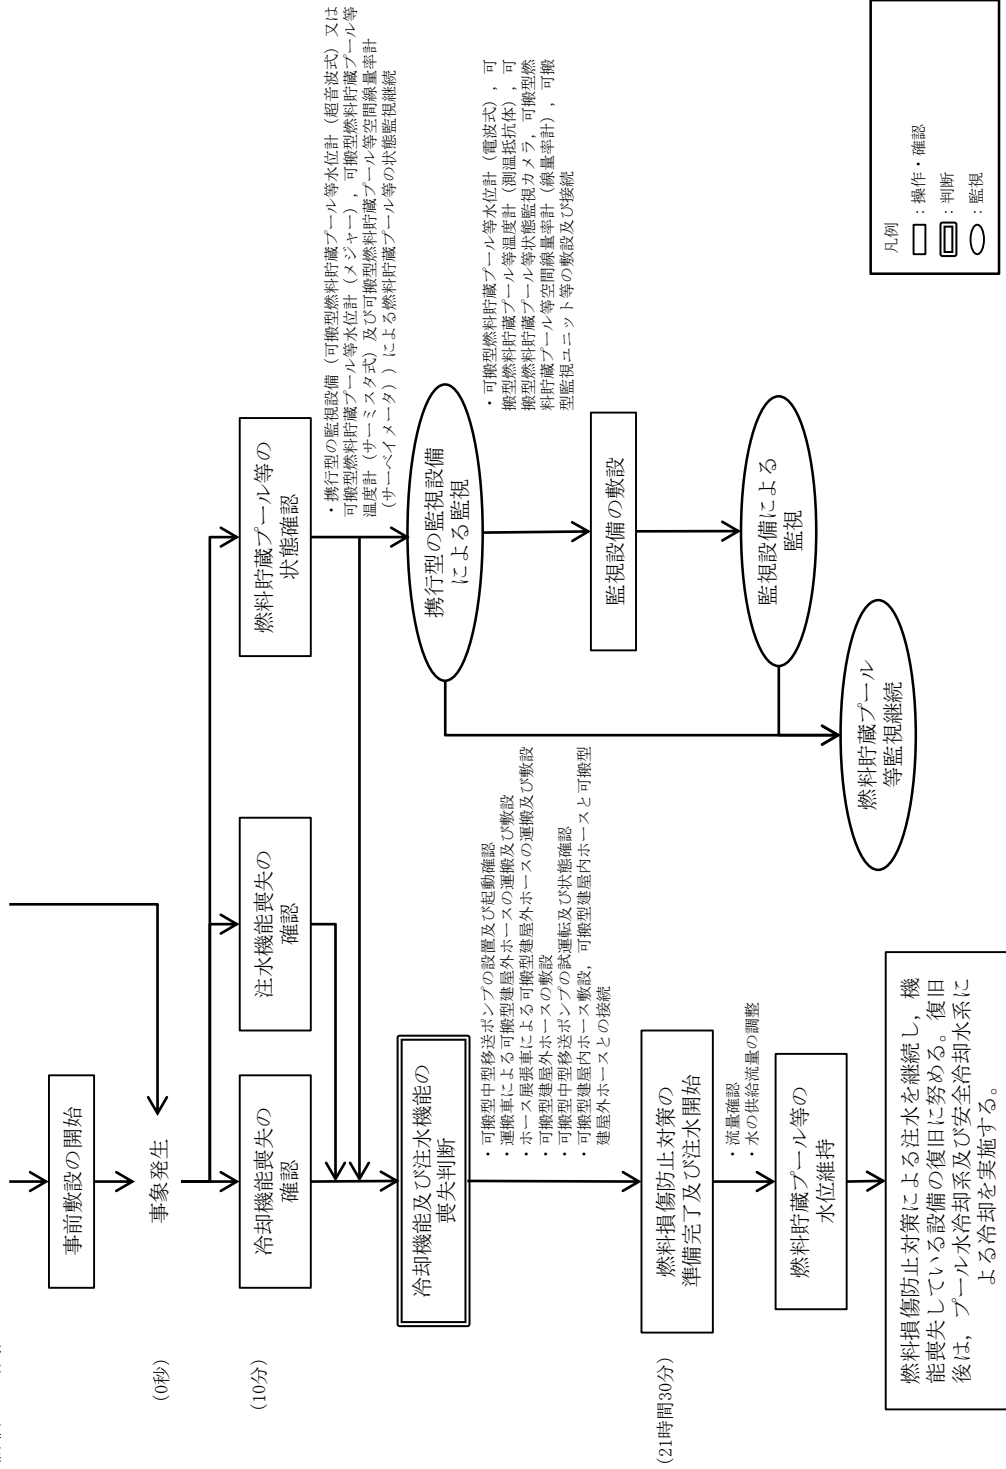 事前敷設の開始
(0秒)
事象発生
(10分)
冷却機能喪失の
確認
注水機能喪失の
確認
燃料貯蔵プール等の
状態確認
・携行型の監視設備（可搬型燃料貯蔵プール等水位計（超音波式）又は
可搬型燃料貯蔵プール等水位計（メジャー），可搬型燃料貯蔵プール等
温度計（サーミスタ式）及び可搬型燃料貯蔵プール等空間線量率計
（サーベイメータ））による燃料貯蔵プール等の状態監視継続
冷却機能及び注水機能の
喪失判断
携行型の監視設備
による監視
・可搬型中型移送ポンプの設置及び起動確認
・運搬車による可搬型建屋外ホースの運搬及び敷設
・ホース展張車による可搬型建屋外ホースの運搬及び敷設
・可搬型建屋外ホースの敷設
・可搬型中型移送ポンプの試運転及び状態確認
・可搬型建屋内ホース敷設，可搬型建屋内ホースと可搬型
建屋外ホースとの接続
・可搬型燃料貯蔵プール等水位計（電波式），可
搬型燃料貯蔵プール等温度計（測温抵抗体），可
搬型燃料貯蔵プール等状態監視カメラ，可搬型燃
料貯蔵プール等空間線量率計（線量率計），可搬
型監視ユニット等の敷設及び接続
監視設備の敷設
(21時間30分)
燃料損傷防止対策の
準備完了及び注水開始
・流量確認
・水の供給流量の調整
監視設備による
監視
燃料貯蔵プール等の
水位維持
燃料貯蔵プール
等監視継続
燃料損傷防止対策による注水を継続し，機
能喪失している設備の復旧に努める。復旧
後は，プール水冷却系及び安全冷却水系に
よる冷却を実施する。
凡例
：操作・確認
：判断
：監視